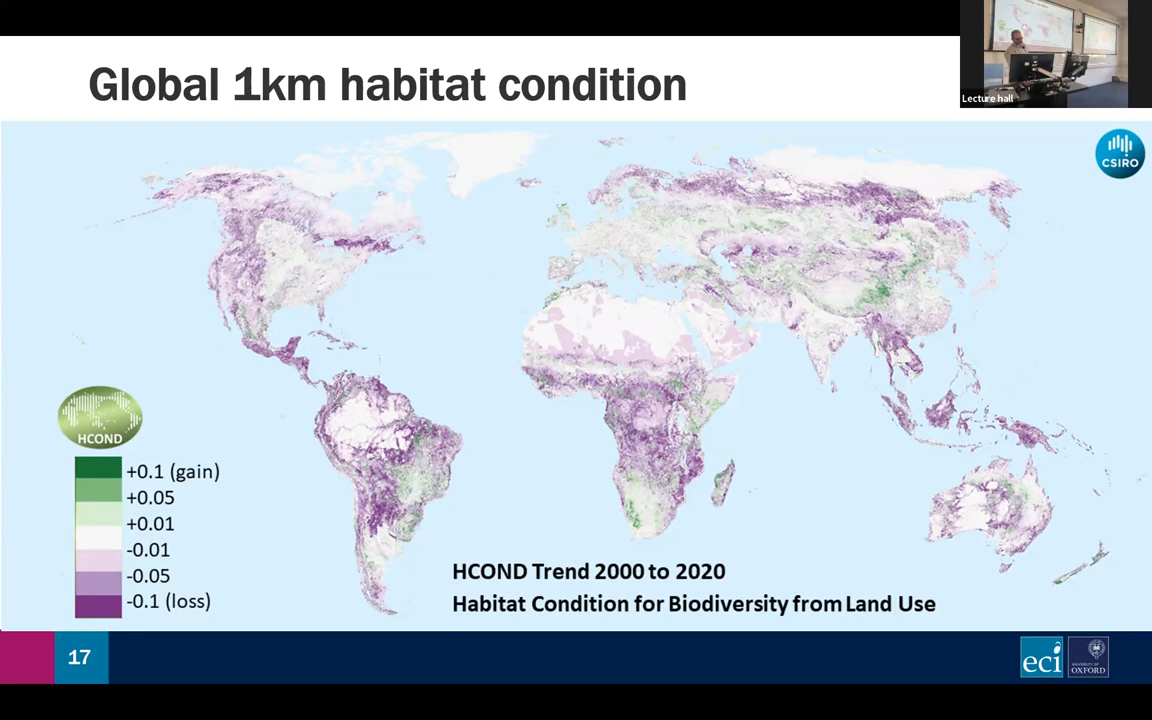 Global 1km habitat condition
Lecture hall
CSIRO
HCOND
+0.1 (gain)
+0.05
+0.01
-0.01
-0.05
-0.1 (loss)
HCOND Trend 2000 to 2020
Habitat Condition for Biodiversity from Land Use
17
eci
UNIVERSITY OF
OXFORD